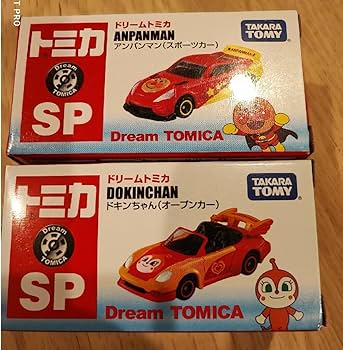 T PRO
トミカ
Dream
TOMICA
SP
ドリームトミカ
ANPANMAN
アンパンマン(スポーツカー)
TAKARA
TOMY
ANPANMAN
Dream TOMICA
トミカ
Dream
TOMICA
SP
ドリームトミカ
DOKINCHAN
ドキンちゃん(オープンカー)
TAKARA
TOMY
Dream TOMICA